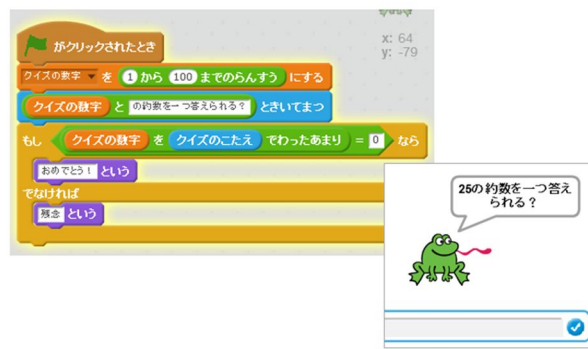 x: 64
y: -79
がクリックされたとき
クイズの数字 を 1 から 100 までのらんすう にする
クイズの数字 と の約数を一つ答えられる？ ときいてまつ
もし クイズの数字 を クイズのこたえ でわったあまり = 0 なら
おめでとう！ という
でなければ
残念 という
25の約数を一つ答え
られる？